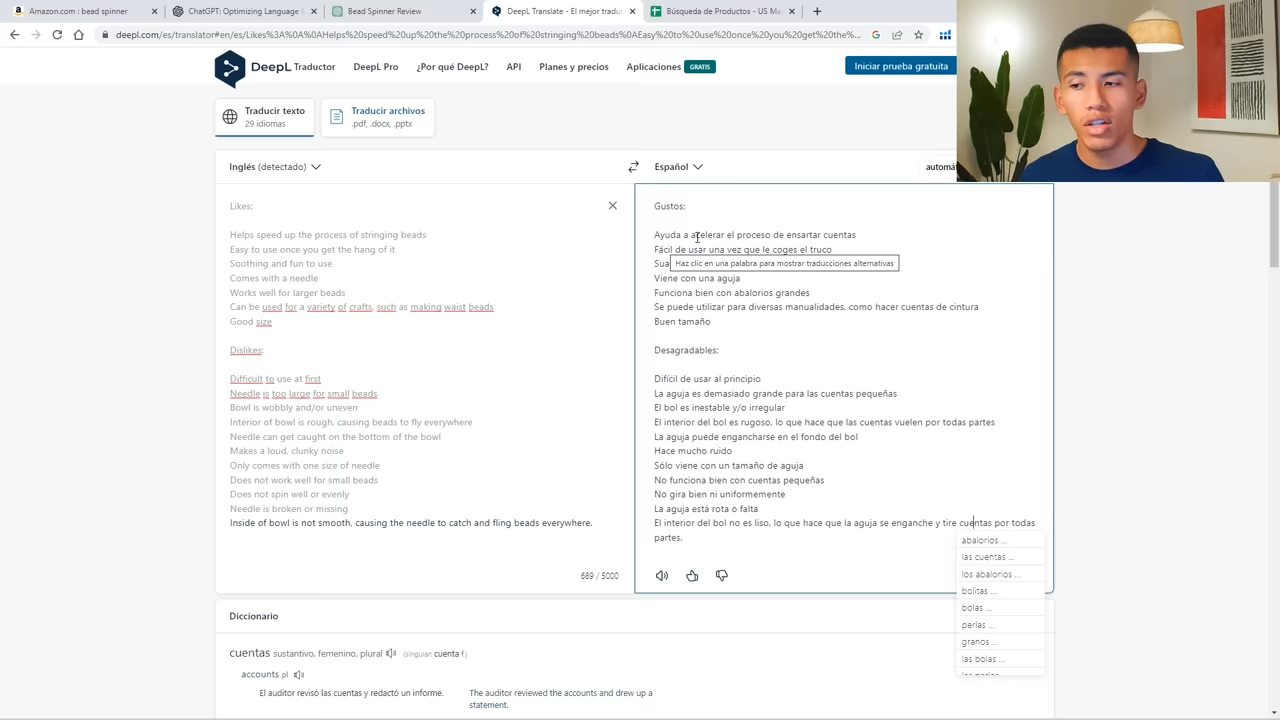 Amazon.com : bead spinner
ChatGPT: Optimizing Language
Bead Spinner Review
DeepL Translate - El mejor traduc
Búsqueda de Productos - US Ma
deepl.com/es/translator#en/es/Likes%3A%0A%0AHelps%20speed%20up%20the%20process%20of%20stringing%20beads%0AEasy%20to%20use%20once%20you%20get%20the%...
DeepL Traductor
DeepL Pro
¿Por qué DeepL?
API
Planes y precios
Aplicaciones GRATIS
Iniciar prueba gratuita
Traducir texto
29 idiomas
Traducir archivos
.pdf, .docx, .pptx
Inglés (detectado)
Español
automá
Likes:
Helps speed up the process of stringing beads
Easy to use once you get the hang of it
Soothing and fun to use
Comes with a needle
Works well for larger beads
Can be used for a variety of crafts, such as making waist beads
Good size
Dislikes:
Difficult to use at first
Needle is too large for small beads
Bowl is wobbly and/or uneven
Interior of bowl is rough, causing beads to fly everywhere
Needle can get caught on the bottom of the bowl
Makes a loud, clunky noise
Only comes with one size of needle
Does not work well for small beads
Does not spin well or evenly
Needle is broken or missing
Inside of bowl is not smooth, causing the needle to catch and fling beads everywhere.
689 / 5000
Gustos:
Ayuda a acelerar el proceso de ensartar cuentas
Fácil de usar una vez que le coges el truco
Sua
Haz clic en una palabra para mostrar traducciones alternativas
Viene con una aguja
Funciona bien con abalorios grandes
Se puede utilizar para diversas manualidades, como hacer cuentas de cintura
Buen tamaño
Desagradables:
Difícil de usar al principio
La aguja es demasiado grande para las cuentas pequeñas
El bol es inestable y/o irregular
El interior del bol es rugoso, lo que hace que las cuentas vuelen por todas partes
La aguja puede engancharse en el fondo del bol
Hace mucho ruido
Sólo viene con un tamaño de aguja
No funciona bien con cuentas pequeñas
No gira bien ni uniformemente
La aguja está rota o falta
El interior del bol no es liso, lo que hace que la aguja se enganche y tire cuentas por todas
partes.
abalorios ...
las cuentas ...
los abalorios ...
bolitas ...
bolas ...
perlas ...
granos ...
las bolas ...
Diccionario
cuentas sustantivo, femenino, plural (singular: cuenta f)
accounts pl
El auditor revisó las cuentas y redactó un informe.
The auditor reviewed the accounts and drew up a
statement.